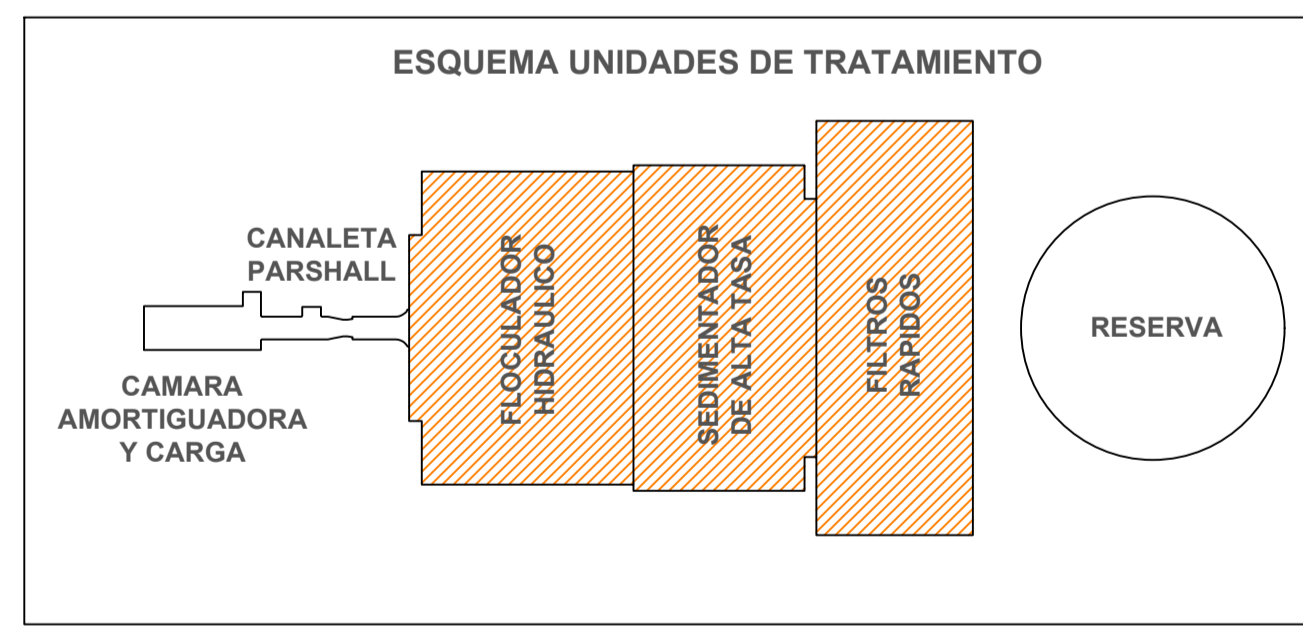 ESQUEMA UNIDADES DE TRATAMIENTO
CANALETA
PARSHALL
CAMARA
AMORTIGUADORA
Y CARGA
FLOCULADOR
HIDRAULICO
SEDIMENTADOR
DE ALTA TASA
FILTROS
RAPIDOS
RESERVA